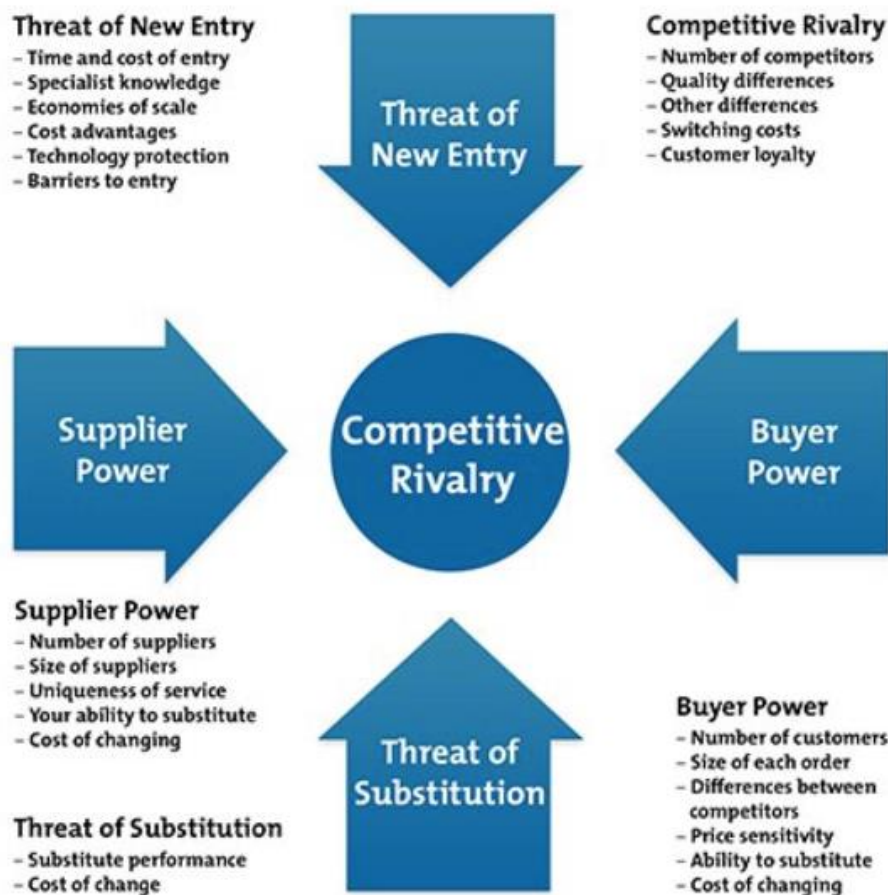 Threat of New Entry
– Time and cost of entry
– Specialist knowledge
– Economies of scale
– Cost advantages
– Technology protection
– Barriers to entry
Threat of
New Entry
Competitive Rivalry
– Number of competitors
– Quality differences
– Other differences
– Switching costs
– Customer loyalty
Supplier
Power
Competitive
Rivalry
Buyer
Power
Supplier Power
– Number of suppliers
– Size of suppliers
– Uniqueness of service
– Your ability to substitute
– Cost of changing
Threat of
Substitution
Buyer Power
– Number of customers
– Size of each order
– Differences between
competitors
– Price sensitivity
– Ability to substitute
– Cost of changing
Threat of Substitution
– Substitute performance
– Cost of change